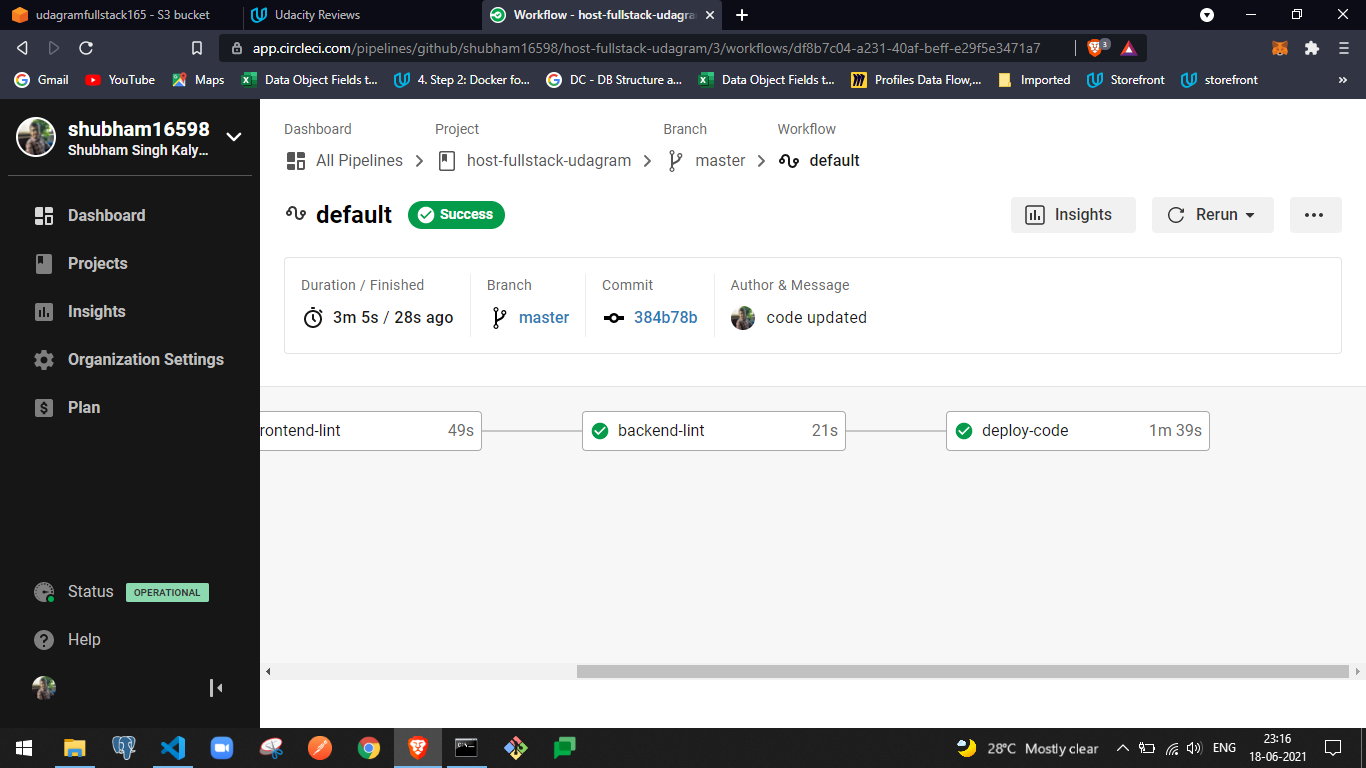 udagramfullstack165 - S3 bucket
Udacity Reviews
Workflow - host-fullstack-udagra
app.circleci.com/pipelines/github/shubham16598/host-fullstack-udagram/3/workflows/df8b7c04-a231-40af-beff-e29f5e3471a7
3
Gmail
YouTube
Maps
Data Object Fields t...
4. Step 2: Docker fo...
DC - DB Structure a...
Data Object Fields t...
Profiles Data Flow,...
Imported
Storefront
storefront
»
shubham16598
Shubham Singh Kaly...
Dashboard
Projects
Insights
Organization Settings
Plan
Status OPERATIONAL
Help
Dashboard Project Branch Workflow
All Pipelines host-fullstack-udagram master default
default Success
Insights Rerun
Duration / Finished Branch Commit Author & Message
3m 5s / 28s ago master 384b78b code updated
rontend-lint 49s
backend-lint 21s
deploy-code 1m 39s
28°C Mostly clear
ENG
23:16
18-06-2021